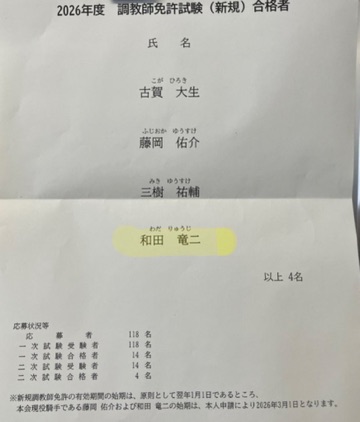 2026年度　調教師免許試験（新規）合格者
氏　名
こが　ひろき
古賀　大生
ふじおか　ゆうすけ
藤岡　佑介
みき　ゆうすけ
三樹　祐輔
わだ　りゅうじ
和田　竜二
以上　4名
応募状況等
応募者　118 名
一次試験受験者　118 名
一次試験合格者　14 名
二次試験受験者　14 名
二次試験合格者　4 名
※新規調教師免許の有効期間の始期は、原則として翌年1月1日であるところ、
本会現役騎手である藤岡 佑介および和田 竜二の始期は、本人申請により2026年3月1日となります。